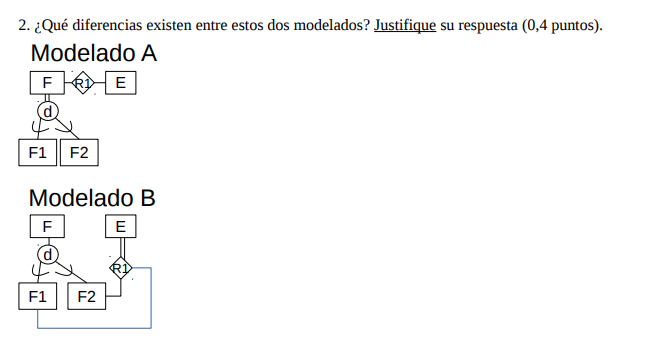 2. ¿Qué diferencias existen entre estos dos modelados? Justifique su respuesta (0,4 puntos).
Modelado A
F R1 E
d
F1 F2
Modelado B
F E
d
R1
F1 F2